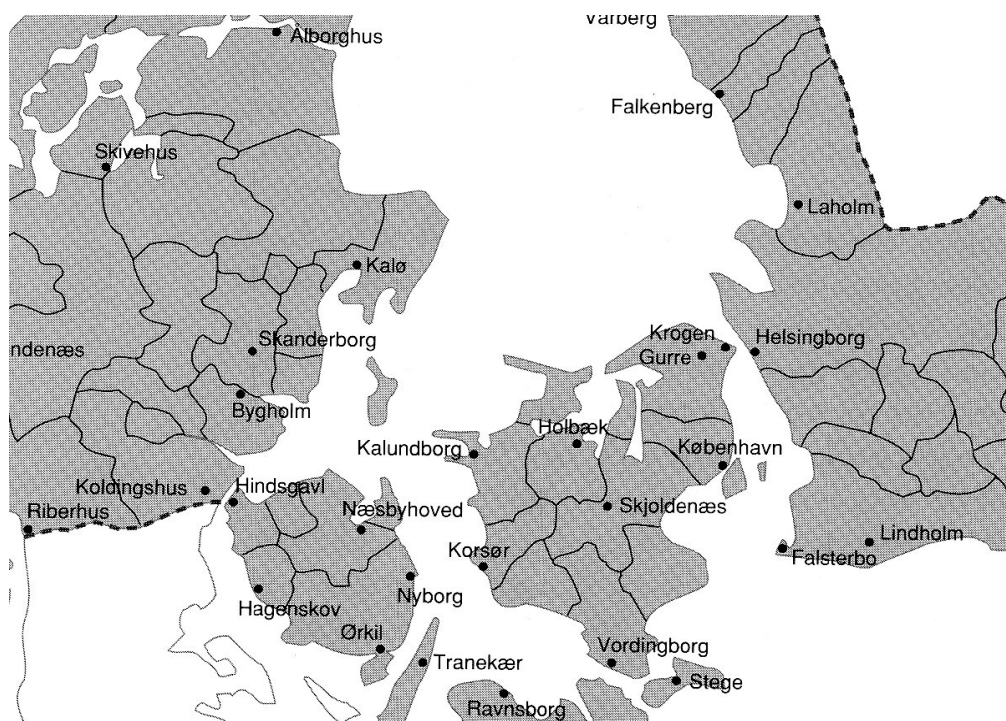 Varberg
Ålborghus
Falkenberg
Skivehus
Laholm
Kalø
Skanderborg
Krogen
Helsingborg
Gurre
ndenæs
Bygholm
Holbæk
Kalundborg
København
Koldingshus
Hindsgavl
Riberhus
Næsbyhoved
Skjoldenæs
Lindholm
Korsør
Falsterbo
Nyborg
Hagenskov
Ørkil
Vordingborg
Tranekær
Stege
Ravnsborg